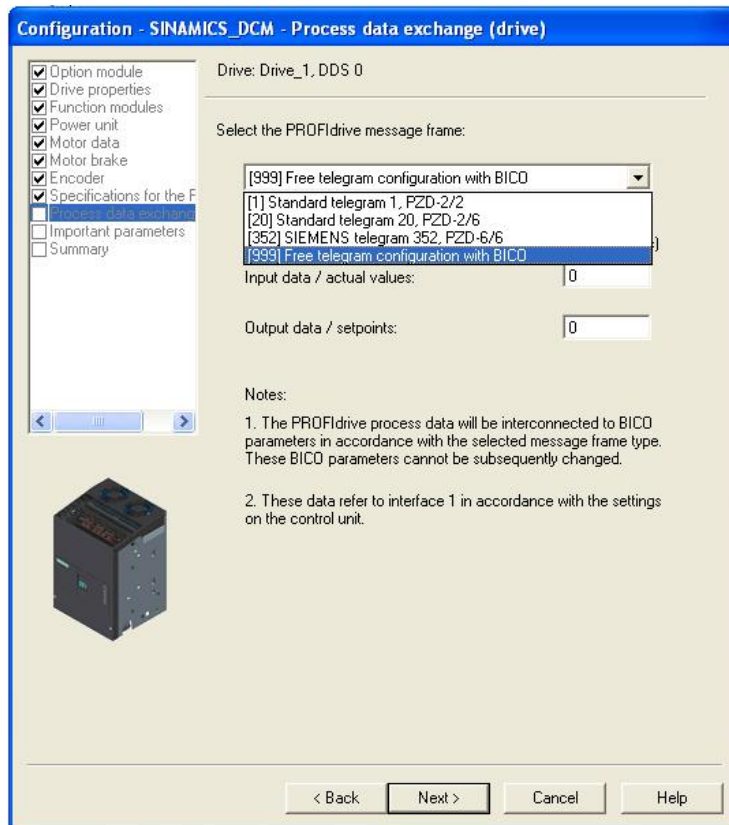 Configuration - SINAMICS_DCM - Process data exchange (drive)
Option module
Drive properties
Function modules
Power unit
Motor data
Motor brake
Encoder
Specifications for the F
Process data exchang
Important parameters
Summary
Drive: Drive_1, DDS 0
Select the PROFIdrive message frame:
[999] Free telegram configuration with BICO
[1] Standard telegram 1, PZD-2/2
[20] Standard telegram 20, PZD-2/6
[352] SIEMENS telegram 352, PZD-6/6
[999] Free telegram configuration with BICO
Input data / actual values: 0
Output data / setpoints: 0
Notes:
1. The PROFIdrive process data will be interconnected to BICO
parameters in accordance with the selected message frame type.
These BICO parameters cannot be subsequently changed.
2. These data refer to interface 1 in accordance with the settings
on the control unit.
< Back
Next >
Cancel
Help